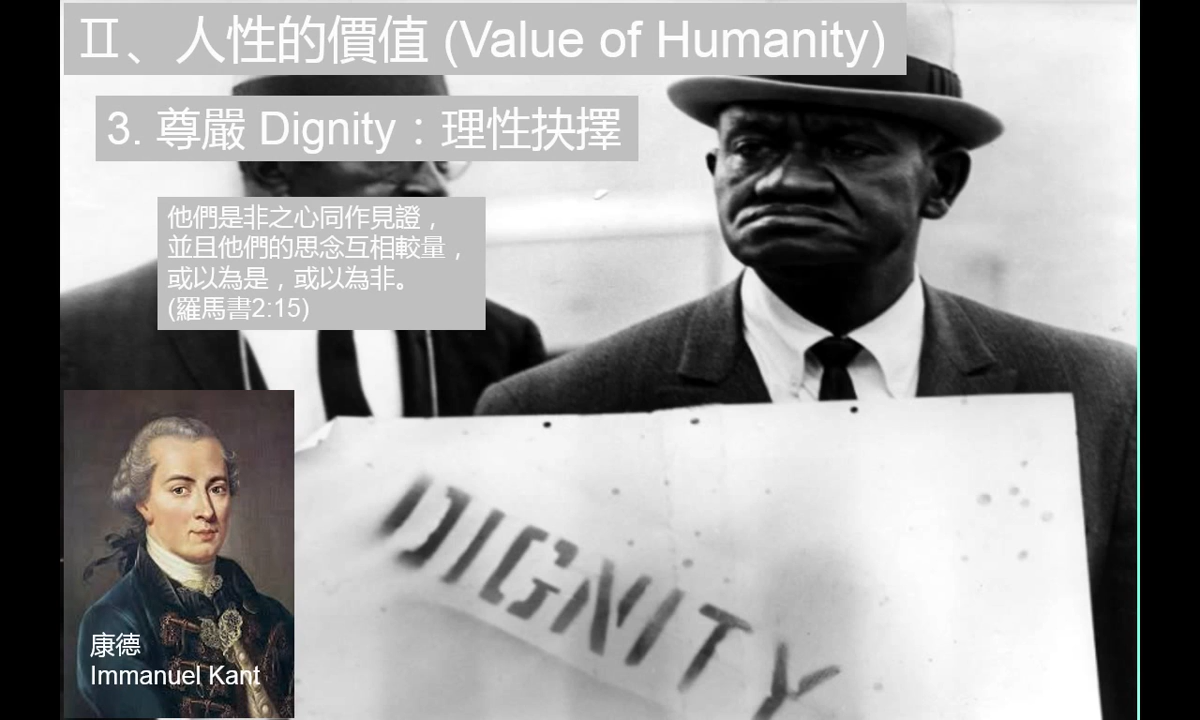 Ⅱ、人性的價值 (Value of Humanity)
3. 尊嚴 Dignity：理性抉擇
他們是非之心同作見證，
並且他們的思念互相較量，
或以為是，或以為非。
(羅馬書2:15)
DIGNITY
康德
Immanuel Kant